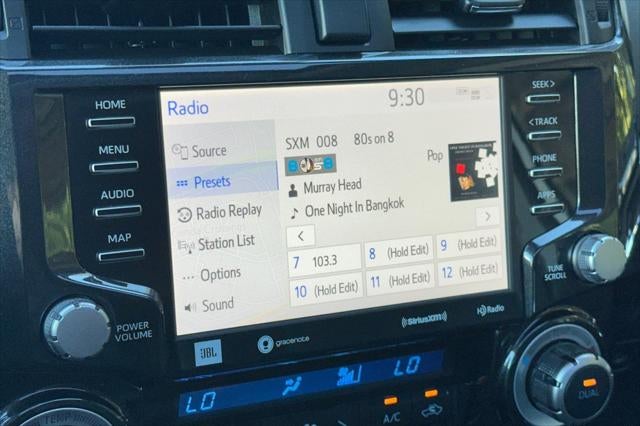 HOME
MENU
AUDIO
MAP
POWER
VOLUME
Radio
9:30
Source
Presets
Radio Replay
Station List
Options
Sound
SXM 008 80s on 8
Pop
Murray Head
One Night In Bangkok
<
>
7 103.3
8 (Hold Edit)
9 (Hold Edit)
10 (Hold Edit)
11 (Hold Edit)
12 (Hold Edit)
JBL
gracenote
SiriusXM
HD Radio
SEEK >
< TRACK
PHONE
APPS
TUNE
SCROLL
LO
LO
A/C
DUAL